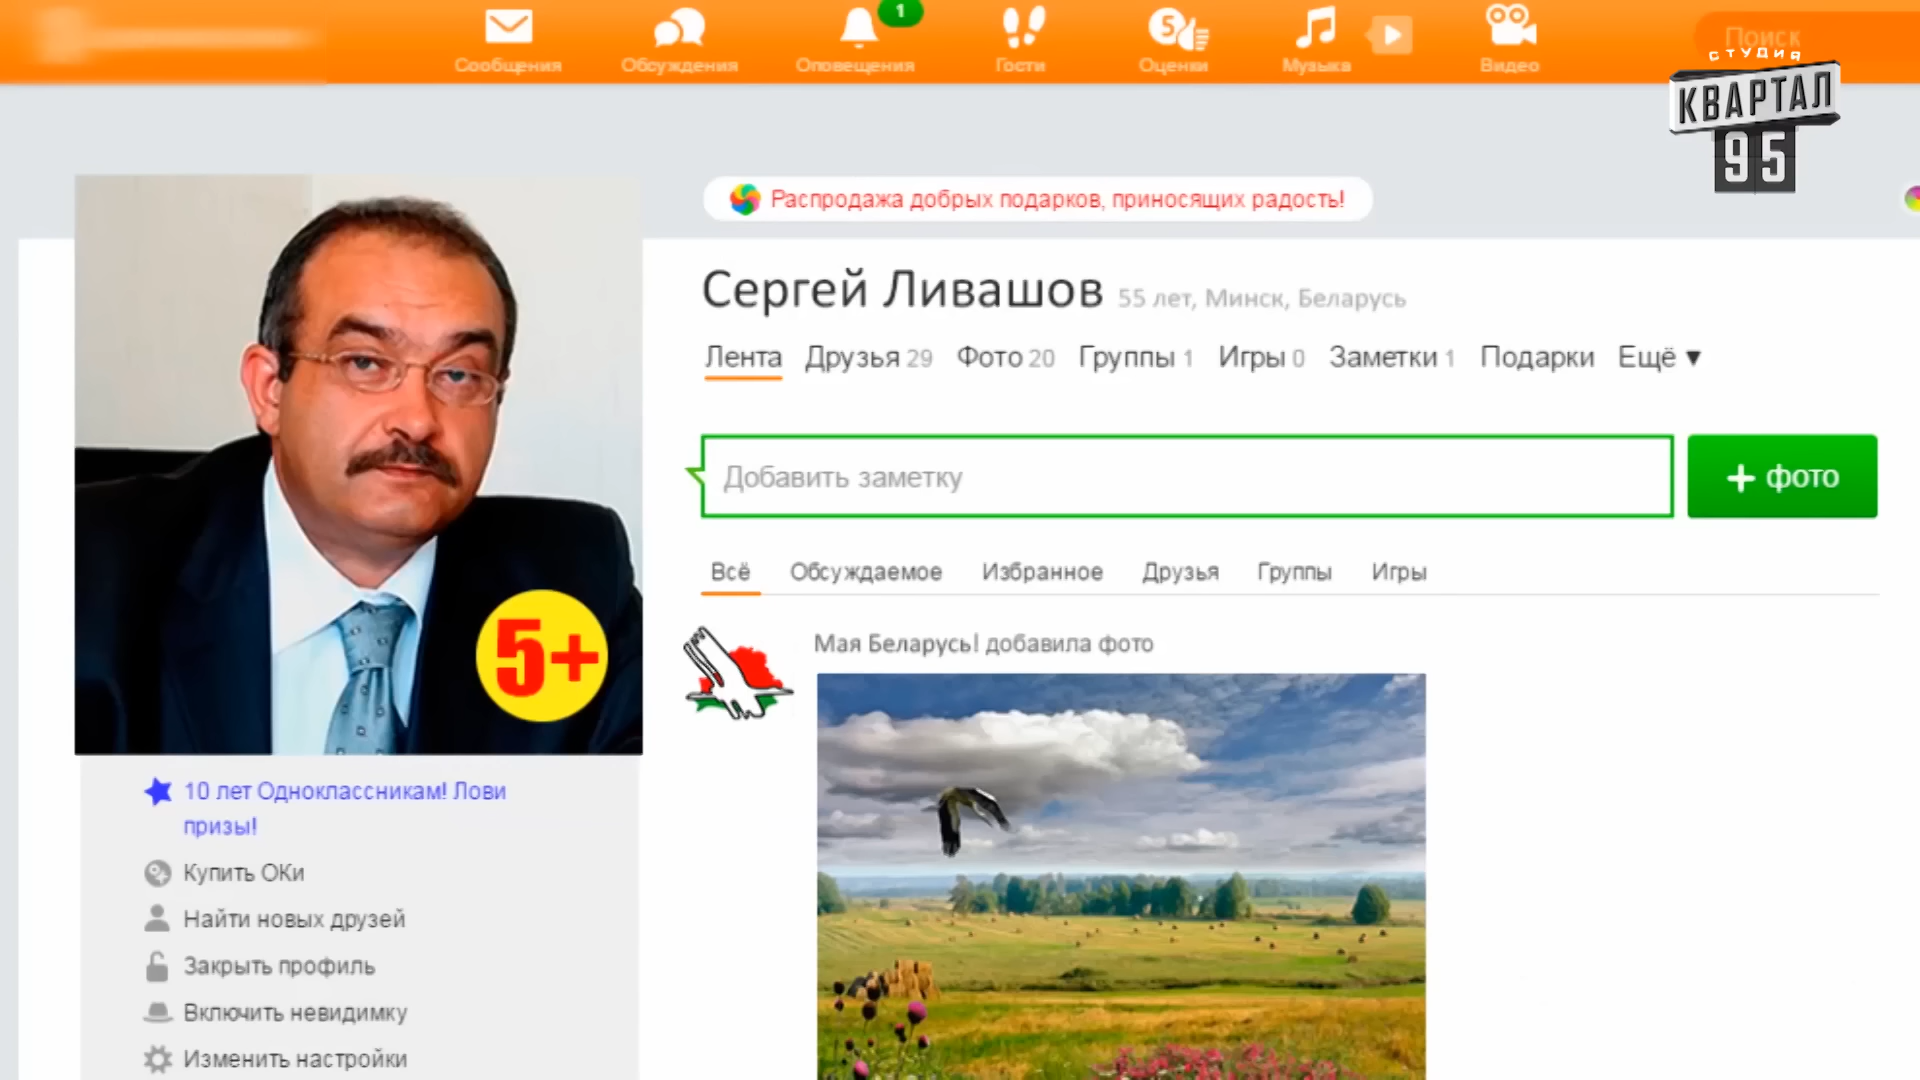 1
5
Сообщения
Обсуждения
Оповещения
Гости
Оценки
Музыка
Видео
Поиск
СТУДИЯ
КВАРТАЛ
95
Распродажа добрых подарков, приносящих радость!
Сергей Ливашов 55 лет, Минск, Беларусь
Лента Друзья 29 Фото 20 Группы 1 Игры 0 Заметки 1 Подарки Ещё ▼
Добавить заметку
+ фото
Всё Обсуждаемое Избранное Друзья Группы Игры
Мая Беларусь! добавила фото
5+
10 лет Одноклассникам! Лови
призы!
Купить ОКи
Найти новых друзей
Закрыть профиль
Включить невидимку
Изменить настройки